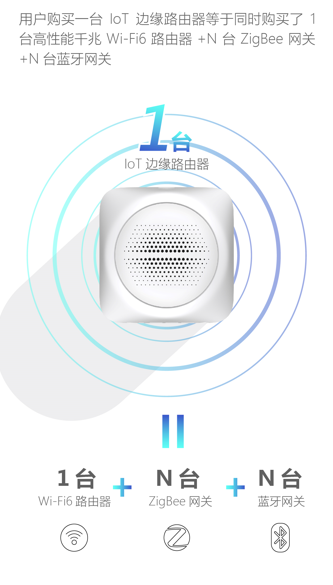 用户购买一台 IoT 边缘路由器等于同时购买了 1
台高性能千兆 Wi-Fi6 路由器 +N 台 ZigBee 网关
+N 台蓝牙网关
1台
IoT 边缘路由器
1台 + N台 + N台
Wi-Fi6 路由器 ZigBee 网关 蓝牙网关